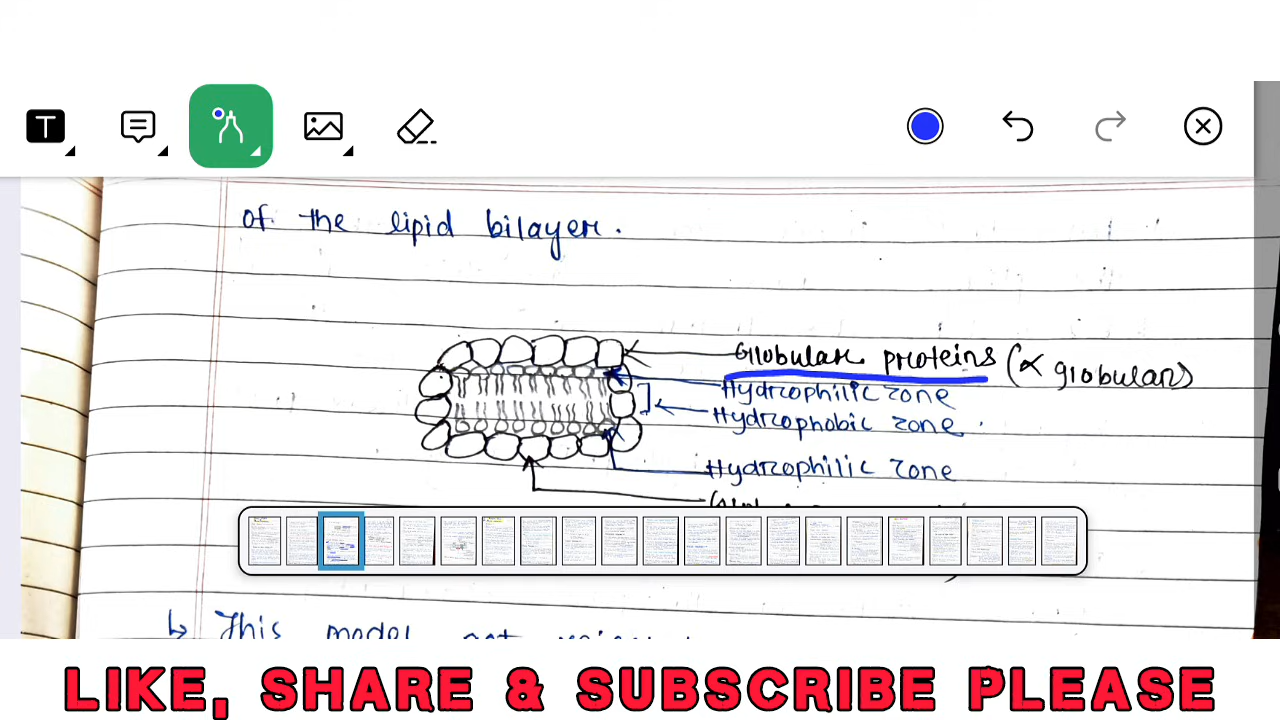 T
of the lipid bilayer.
Globular proteins (∝ globular)
Hydrophilic zone
Hydrophobic zone
Hydrophilic zone
↳ This model got
LIKE, SHARE & SUBSCRIBE PLEASE